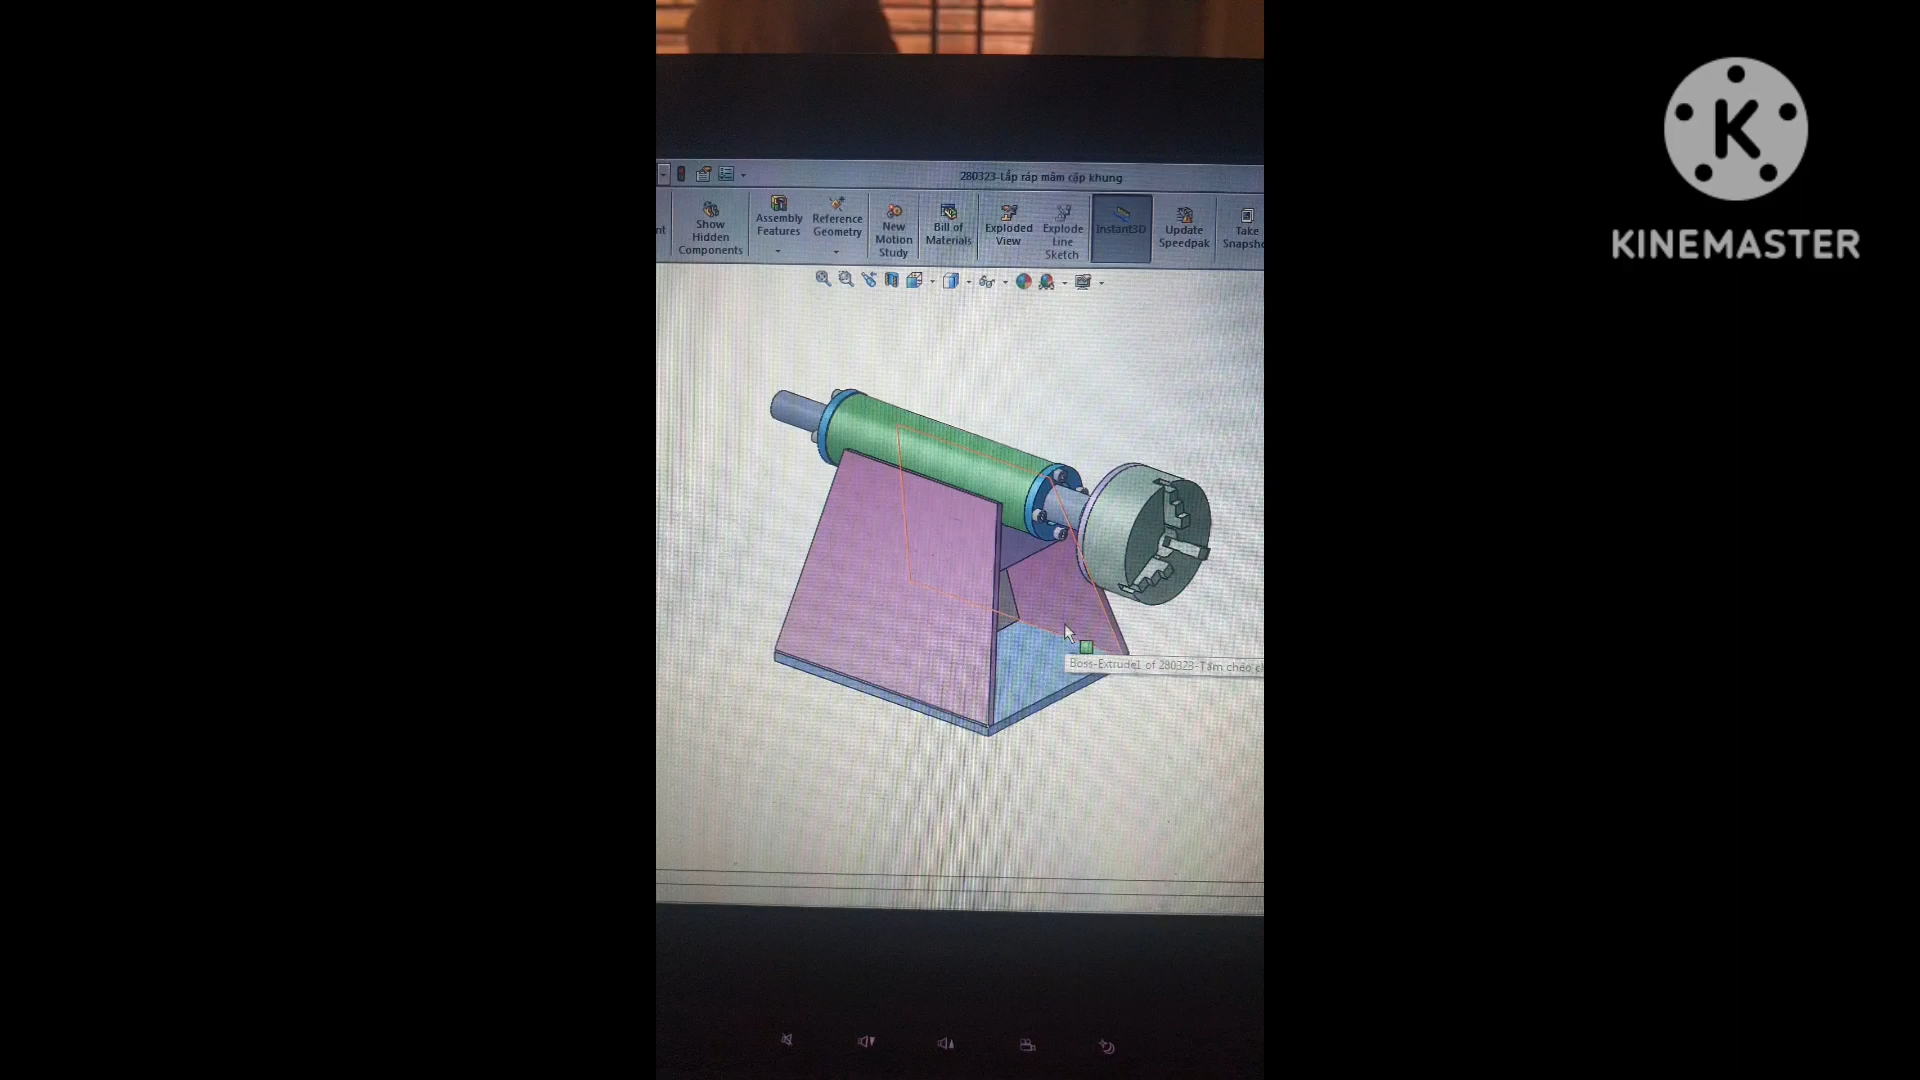 280323-Lắp ráp mâm cặp khung
Show
Hidden
Components
Assembly
Features
Reference
Geometry
New
Motion
Study
Bill of
Materials
Exploded
View
Explode
Line
Sketch
Instant3D
Update
Speedpak
Take
Snapsho
nt
Boss-Extrude1 of 280323-Tấm chéo
K
KINEMASTER